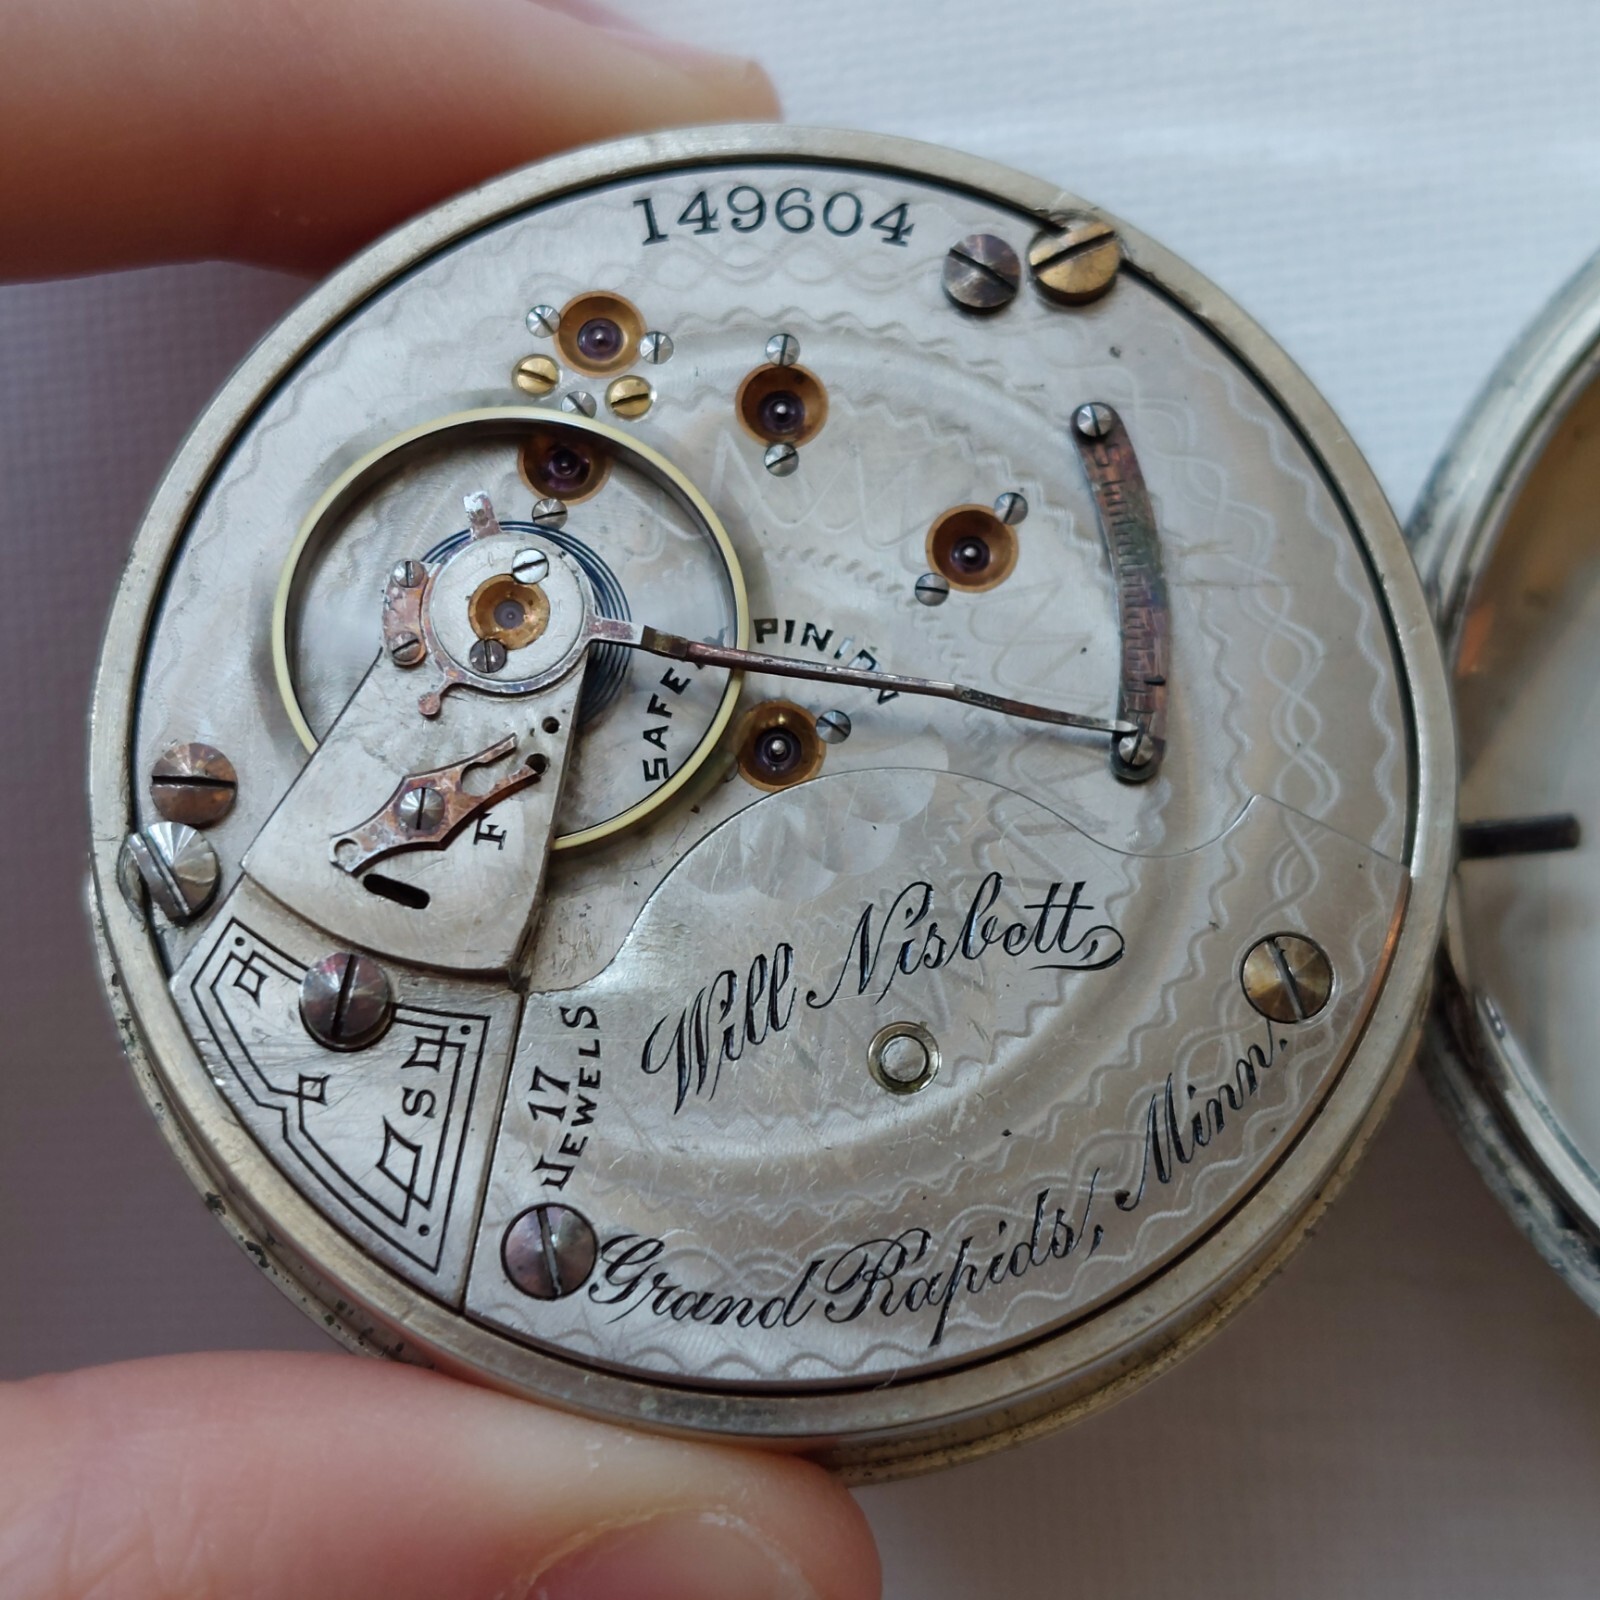 149604
SAFETY PINION
F
S
17
JEWELS
Will Nisbett,
Grand Rapids, Minn.